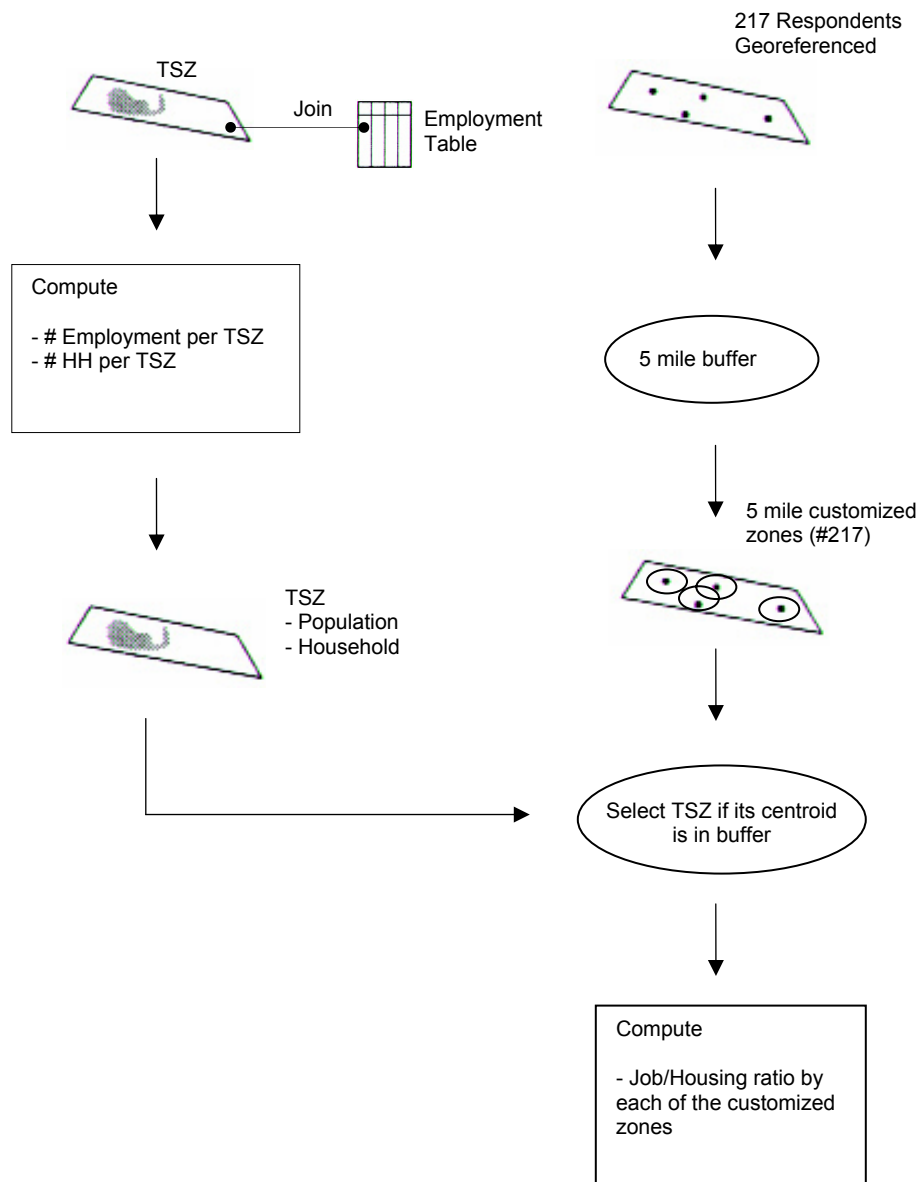 217 Respondents
Georeferenced
TSZ
Join
Employment
Table
Compute
- # Employment per TSZ
- # HH per TSZ
5 mile buffer
5 mile customized
zones (#217)
TSZ
- Population
- Household
Select TSZ if its centroid
is in buffer
Compute
- Job/Housing ratio by
each of the customized
zones